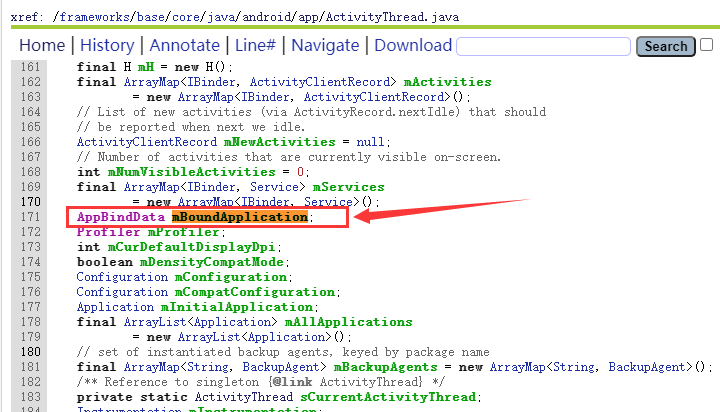 xref: /frameworks/base/core/java/android/app/ActivityThread.java
Home | History | Annotate | Line# | Navigate | Download Search
161 final H mH = new H();
162 final ArrayMap<IBinder, ActivityClientRecord> mActivities
163 = new ArrayMap<IBinder, ActivityClientRecord>();
164 // List of new activities (via ActivityRecord.nextIdle) that should
165 // be reported when next we idle.
166 ActivityClientRecord mNewActivities = null;
167 // Number of activities that are currently visible on-screen.
168 int mNumVisibleActivities = 0;
169 final ArrayMap<IBinder, Service> mServices
170 = new ArrayMap<IBinder, Service>();
171 AppBindData mBoundApplication;
172 Profiler mProfiler;
173 int mCurDefaultDisplayDpi;
174 boolean mDensityCompatMode;
175 Configuration mConfiguration;
176 Configuration mCompatConfiguration;
177 Application mInitialApplication;
178 final ArrayList<Application> mAllApplications
179 = new ArrayList<Application>();
180 // set of instantiated backup agents, keyed by package name
181 final ArrayMap<String, BackupAgent> mBackupAgents = new ArrayMap<String, BackupAgent>();
182 /** Reference to singleton {@link ActivityThread} */
183 private static ActivityThread sCurrentActivityThread;
184 Instrumentation mInstrumentation;